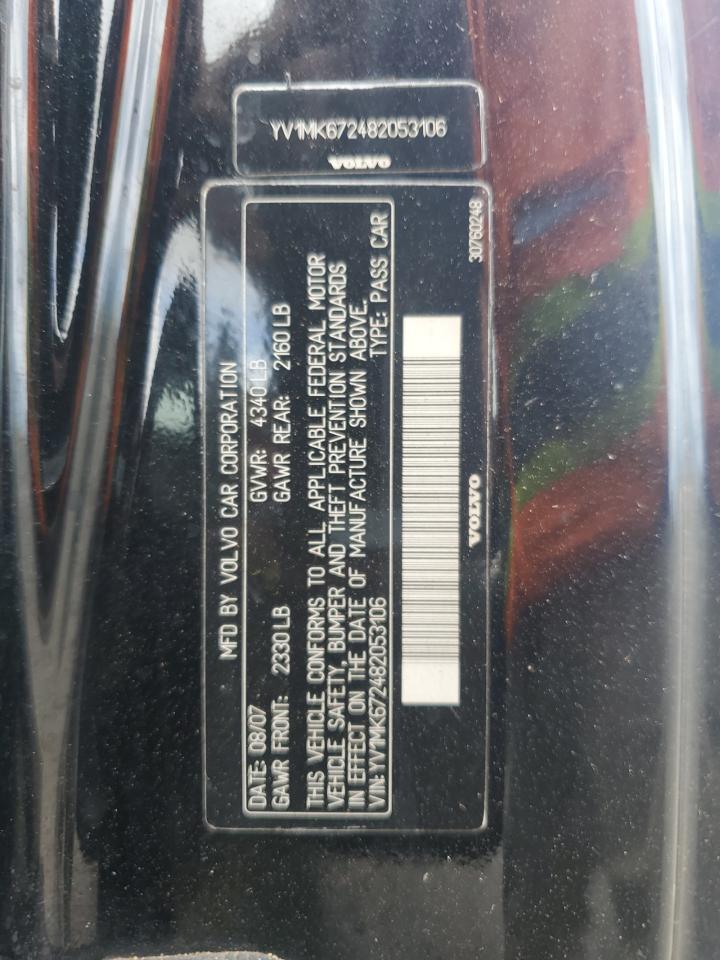 YV1MK672482053106
VOLVO
MFD BY VOLVO CAR CORPORATION
DATE: 08/07 GVWR: 4340 LB
GAWR FRONT: 2330 LB GAWR REAR: 2160 LB
THIS VEHICLE CONFORMS TO ALL APPLICABLE FEDERAL MOTOR
VEHICLE SAFETY, BUMPER AND THEFT PREVENTION STANDARDS
IN EFFECT ON THE DATE OF MANUFACTURE SHOWN ABOVE.
VIN: YV1MK672482053106 TYPE: PASS CAR
VOLVO
30760248